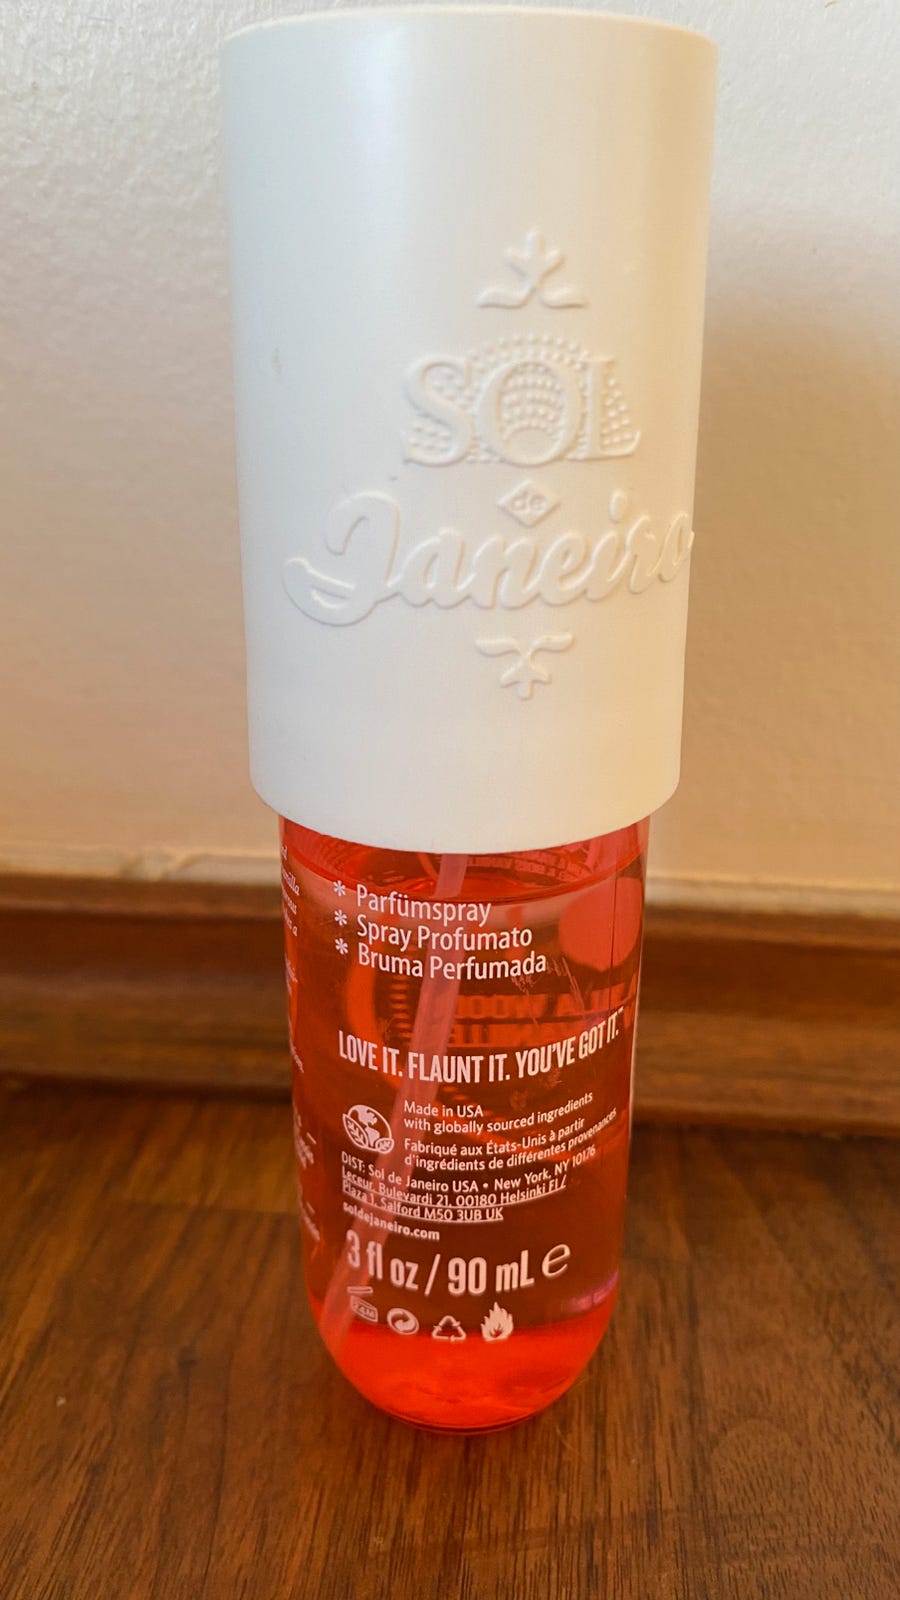 SOL
de
Janeiro
* Parfümspray
* Spray Profumato
* Bruma Perfumada
LOVE IT. FLAUNT IT. YOU'VE GOT IT.™
Made in USA
with globally sourced ingredients
Fabriqué aux États-Unis à partir
d'ingrédients de différentes provenances
DIST: Sol de Janeiro USA • New York, NY 10176
Leceur, Bulevardi 21, 00180 Helsinki FI /
Plaza 1, Salford M50 3UB UK
soldejaneiro.com
3 fl oz / 90 mL ℮
24M